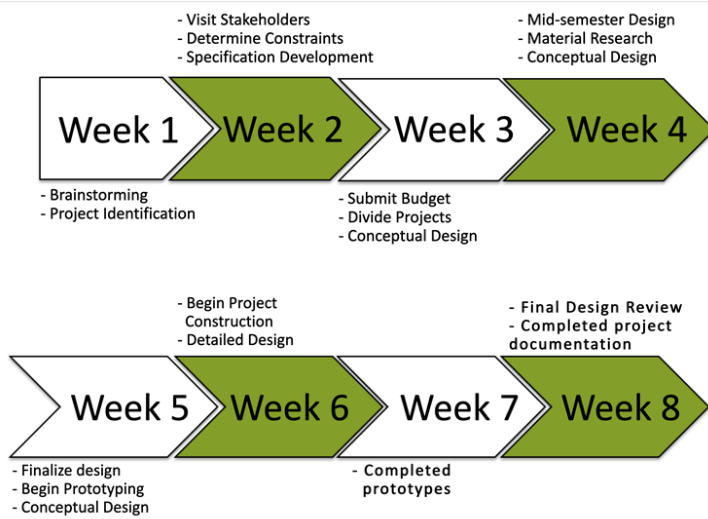 - Visit Stakeholders
- Determine Constraints
- Specification Development
- Mid-semester Design
- Material Research
- Conceptual Design
Week 1
Week 2
Week 3
Week 4
- Brainstorming
- Project Identification
- Submit Budget
- Divide Projects
- Conceptual Design
- Begin Project
Construction
- Detailed Design
- Final Design Review
- Completed project
documentation
Week 5
Week 6
Week 7
Week 8
- Finalize design
- Begin Prototyping
- Conceptual Design
- Completed
prototypes